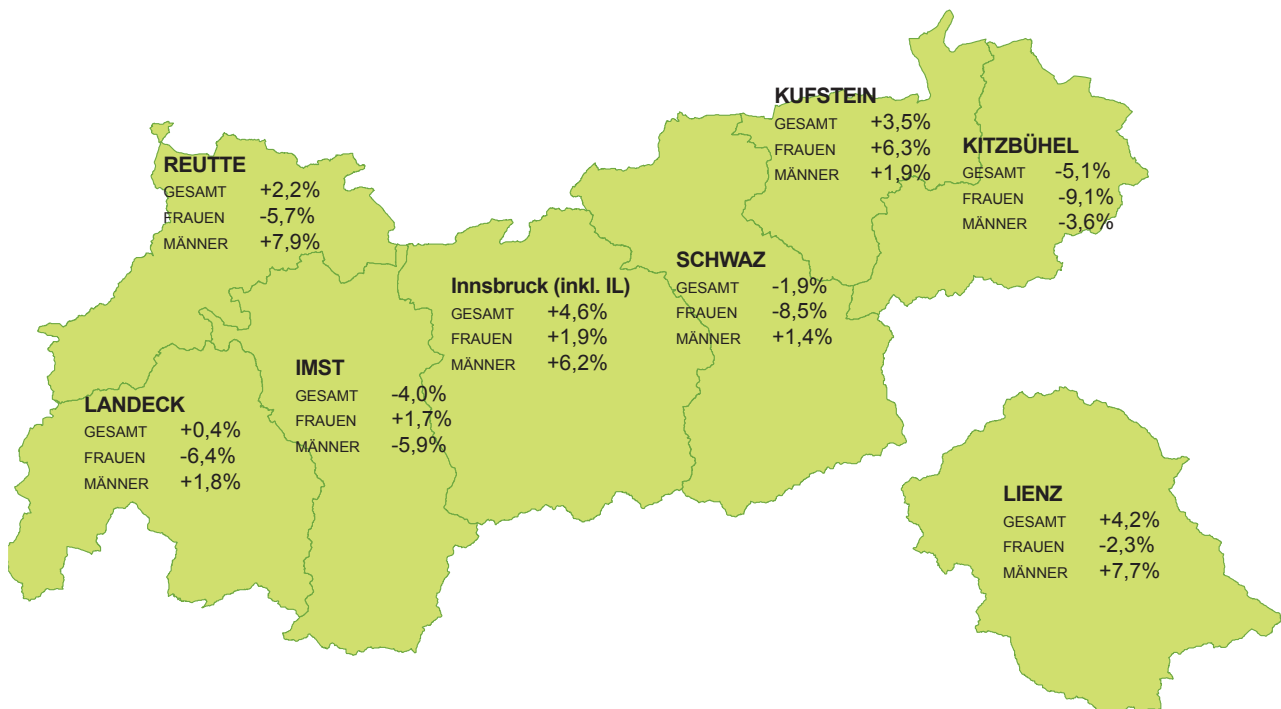 KUFSTEIN
GESAMT +3,5%
FRAUEN +6,3%
MÄNNER +1,9%
KITZBÜHEL
GESAMT -5,1%
FRAUEN -9,1%
MÄNNER -3,6%
REUTTE
GESAMT +2,2%
FRAUEN -5,7%
MÄNNER +7,9%
SCHWAZ
GESAMT -1,9%
FRAUEN -8,5%
MÄNNER +1,4%
Innsbruck (inkl. IL)
GESAMT +4,6%
FRAUEN +1,9%
MÄNNER +6,2%
IMST
GESAMT -4,0%
FRAUEN +1,7%
MÄNNER -5,9%
LANDECK
GESAMT +0,4%
FRAUEN -6,4%
MÄNNER +1,8%
LIENZ
GESAMT +4,2%
FRAUEN -2,3%
MÄNNER +7,7%